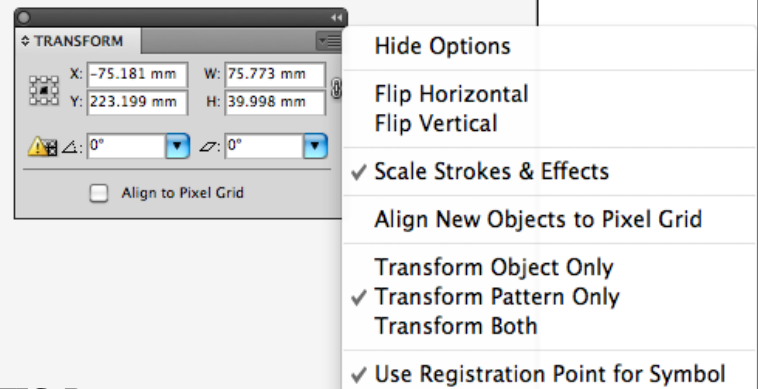 TRANSFORM
X: -75.181 mm W: 75.773 mm
Y: 223.199 mm H: 39.998 mm
0° 0°
Align to Pixel Grid
Hide Options
Flip Horizontal
Flip Vertical
✓ Scale Strokes & Effects
Align New Objects to Pixel Grid
Transform Object Only
✓ Transform Pattern Only
Transform Both
✓ Use Registration Point for Symbol